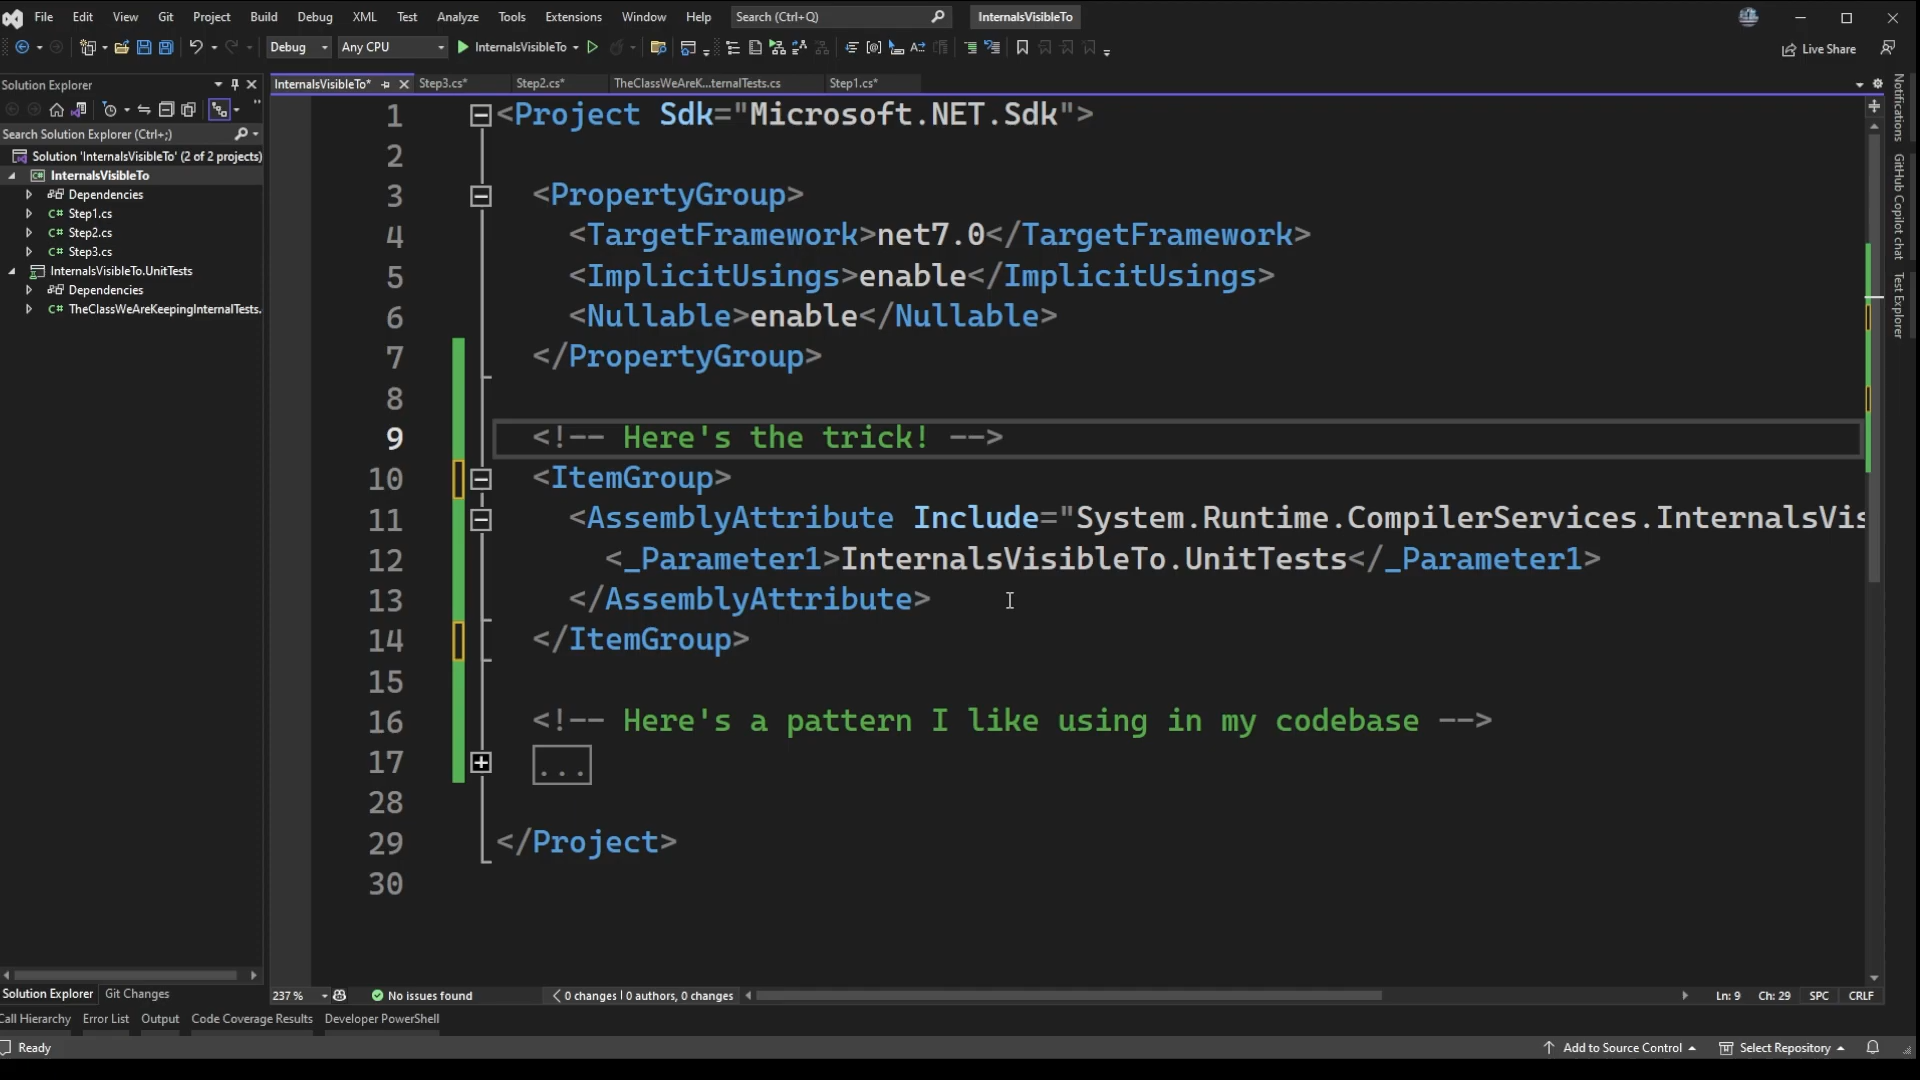 File Edit View Git Project Build Debug XML Test Analyze Tools Extensions Window Help Search (Ctrl+Q) InternalsVisibleTo
Debug Any CPU InternalsVisibleTo Live Share
Solution Explorer
InternalsVisibleTo* Step3.cs* Step2.cs* TheClassWeAreK...ternalTests.cs Step1.cs*
Search Solution Explorer (Ctrl+;)
Solution 'InternalsVisibleTo' (2 of 2 projects)
InternalsVisibleTo
Dependencies
C# Step1.cs
C# Step2.cs
C# Step3.cs
InternalsVisibleTo.UnitTests
Dependencies
C# TheClassWeAreKeepingInternalTests.
1 <Project Sdk="Microsoft.NET.Sdk">
2
3 <PropertyGroup>
4 <TargetFramework>net7.0</TargetFramework>
5 <ImplicitUsings>enable</ImplicitUsings>
6 <Nullable>enable</Nullable>
7 </PropertyGroup>
8
9 <!-- Here's the trick! -->
10 <ItemGroup>
11 <AssemblyAttribute Include="System.Runtime.CompilerServices.InternalsVis
12 <_Parameter1>InternalsVisibleTo.UnitTests</_Parameter1>
13 </AssemblyAttribute>
14 </ItemGroup>
15
16 <!-- Here's a pattern I like using in my codebase -->
17 ...
28
29 </Project>
30
Notifications
GitHub Copilot chat
Test Explorer
Solution Explorer Git Changes
237 % No issues found 0 changes | 0 authors, 0 changes Ln: 9 Ch: 29 SPC CRLF
Call Hierarchy Error List Output Code Coverage Results Developer PowerShell
Ready Add to Source Control Select Repository